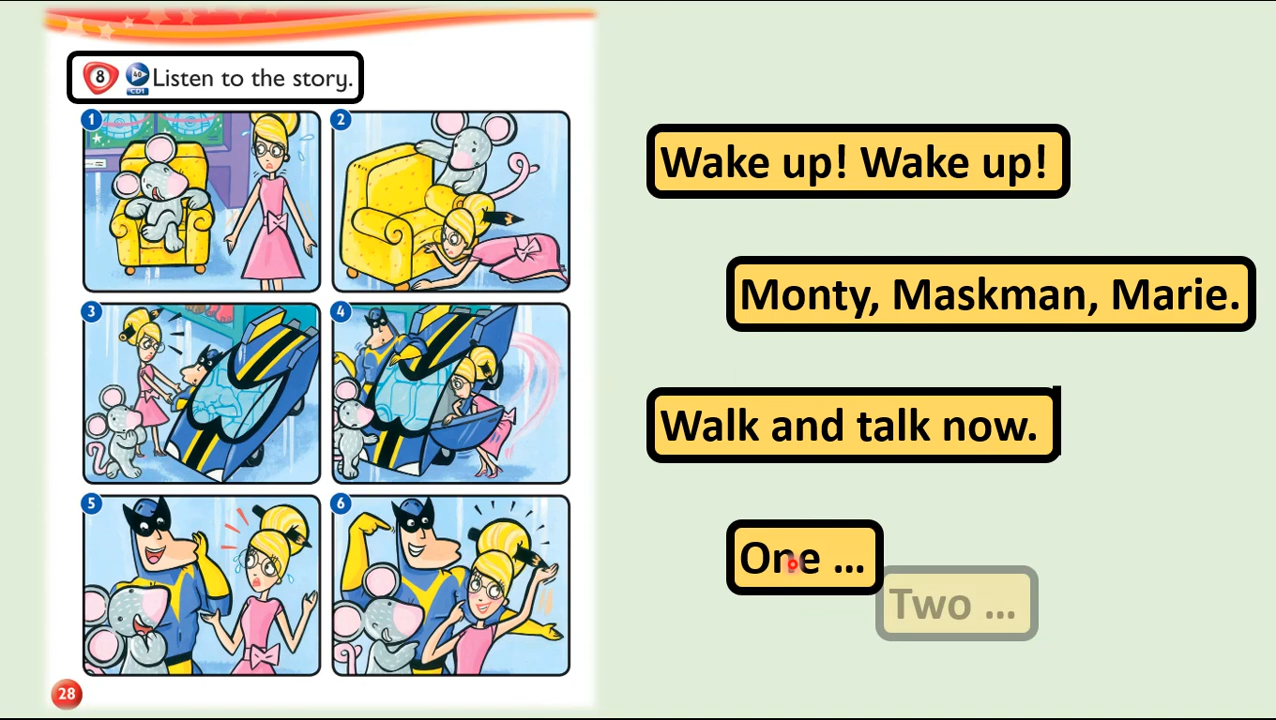 8 40 CD1 Listen to the story.
1
2
3
4
5
6
28
Wake up! Wake up!
Monty, Maskman, Marie.
Walk and talk now.
One ...
Two ...